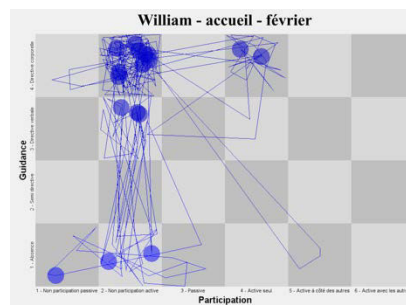 William - accueil - février
4 - Directive corporelle
3 - Directive verbale
2 - Semi directive
1 - Absence
Guidance
1 - Non participation passive
2 - Non participation active
3 - Passive
4 - Active seul
5 - Active à côté des autres
6 - Active avec les autres
Participation